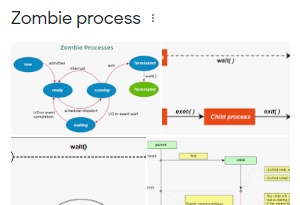 Zombie process
Zombie Processes
new
admitted
interrupt
exit
Terminated
wait()
ready
running
Terminated
I/O or event
completion
scheduler dispatch
I/O or event wait
waiting
wait( )
exec( )
Child process
exit( )
wait()
parent
fork
child